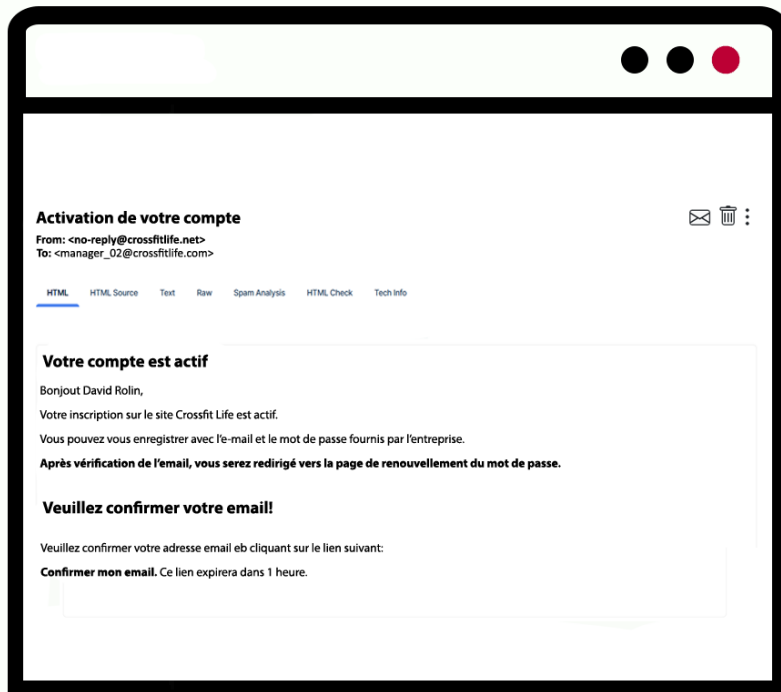 Activation de votre compte
From: <no-reply@crossfitlife.net>
To: <manager_02@crossfitlife.com>
HTML HTML Source Text Raw Spam Analysis HTML Check Tech Info
Votre compte est actif
Bonjout David Rolin,
Votre inscription sur le site Crossfit Life est actif.
Vous pouvez vous enregistrer avec l'e-mail et le mot de passe fournis par l'entreprise.
Après vérification de l'email, vous serez redirigé vers la page de renouvellement du mot de passe.
Veuillez confirmer votre email!
Veuillez confirmer votre adresse email eb cliquant sur le lien suivant:
Confirmer mon email. Ce lien expirera dans 1 heure.